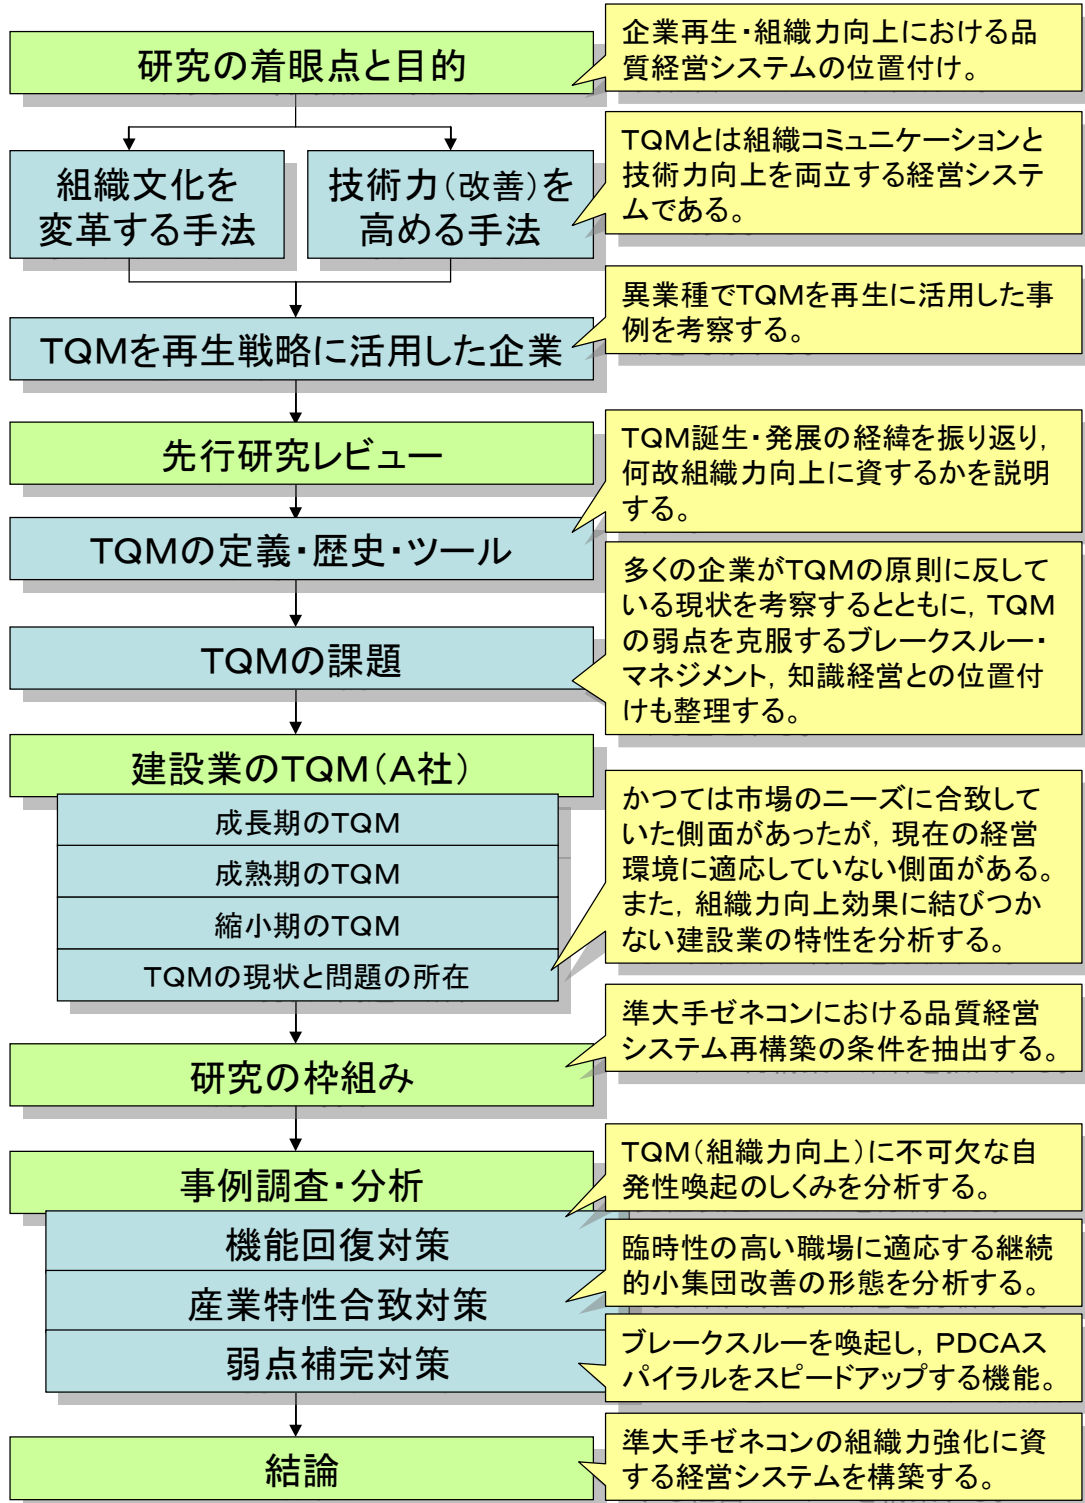 研究の着眼点と目的
企業再生・組織力向上における品
質経営システムの位置付け。
組織文化を
変革する手法
技術力(改善)を
高める手法
TQMとは組織コミュニケーションと
技術力向上を両立する経営システ
ムである。
TQMを再生戦略に活用した企業
異業種でTQMを再生に活用した事
例を考察する。
先行研究レビュー
TQMの定義・歴史・ツール
TQM誕生・発展の経緯を振り返り,
何故組織力向上に資するかを説明
する。
TQMの課題
多くの企業がTQMの原則に反して
いる現状を考察するとともに, TQM
の弱点を克服するブレークスルー・
マネジメント, 知識経営との位置付
けも整理する。
建設業のTQM(A社)
成長期のTQM
成熟期のTQM
縮小期のTQM
TQMの現状と問題の所在
かつては市場のニーズに合致して
いた側面があったが, 現在の経営
環境に適応していない側面がある。
また, 組織力向上効果に結びつか
ない建設業の特性を分析する。
研究の枠組み
準大手ゼネコンにおける品質経営
システム再構築の条件を抽出する。
事例調査・分析
機能回復対策
TQM(組織力向上)に不可欠な自
発性喚起のしくみを分析する。
産業特性合致対策
臨時性の高い職場に適応する継続
的小集団改善の形態を分析する。
弱点補完対策
ブレークスルーを喚起し, PDCAス
パイラルをスピードアップする機能。
結論
準大手ゼネコンの組織力強化に資
する経営システムを構築する。